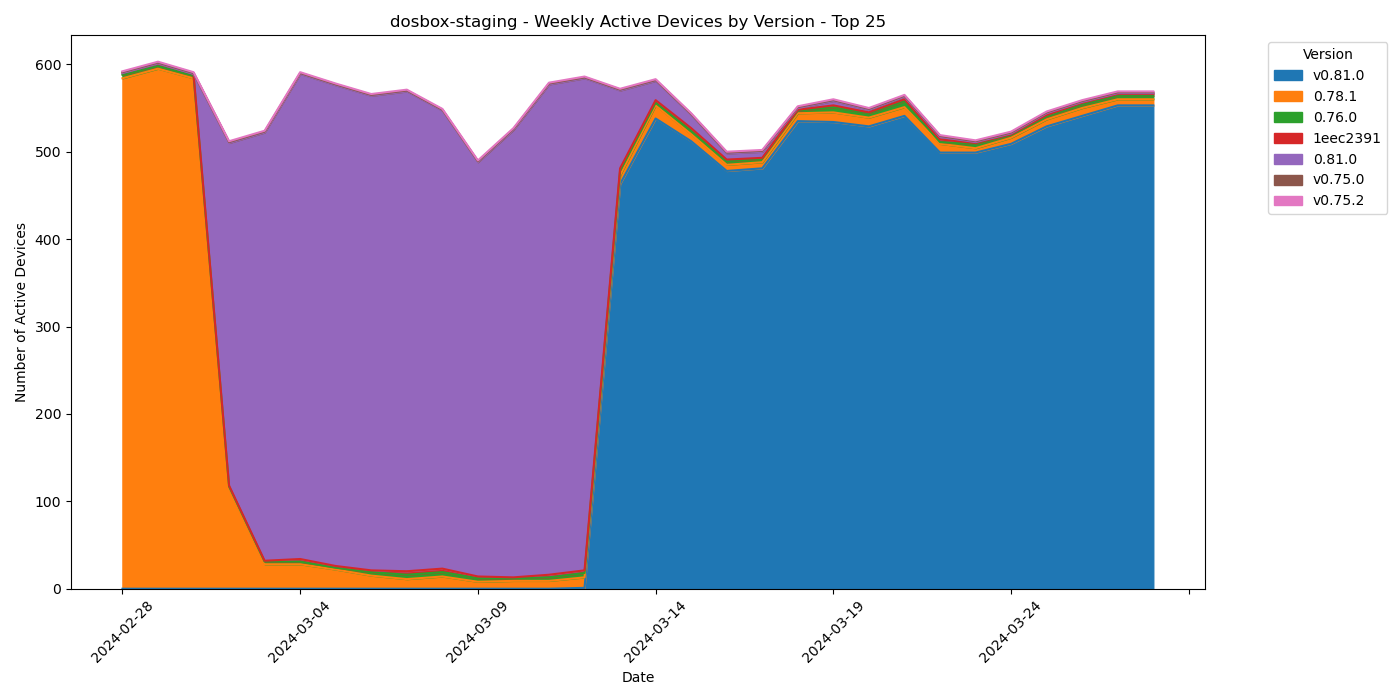 dosbox-staging - Weekly Active Devices by Version - Top 25
Number of Active Devices
600
500
400
300
200
100
0
2024-02-28
2024-03-04
2024-03-09
2024-03-14
2024-03-19
2024-03-24
Date
Version
v0.81.0
0.78.1
0.76.0
1eec2391
0.81.0
v0.75.0
v0.75.2